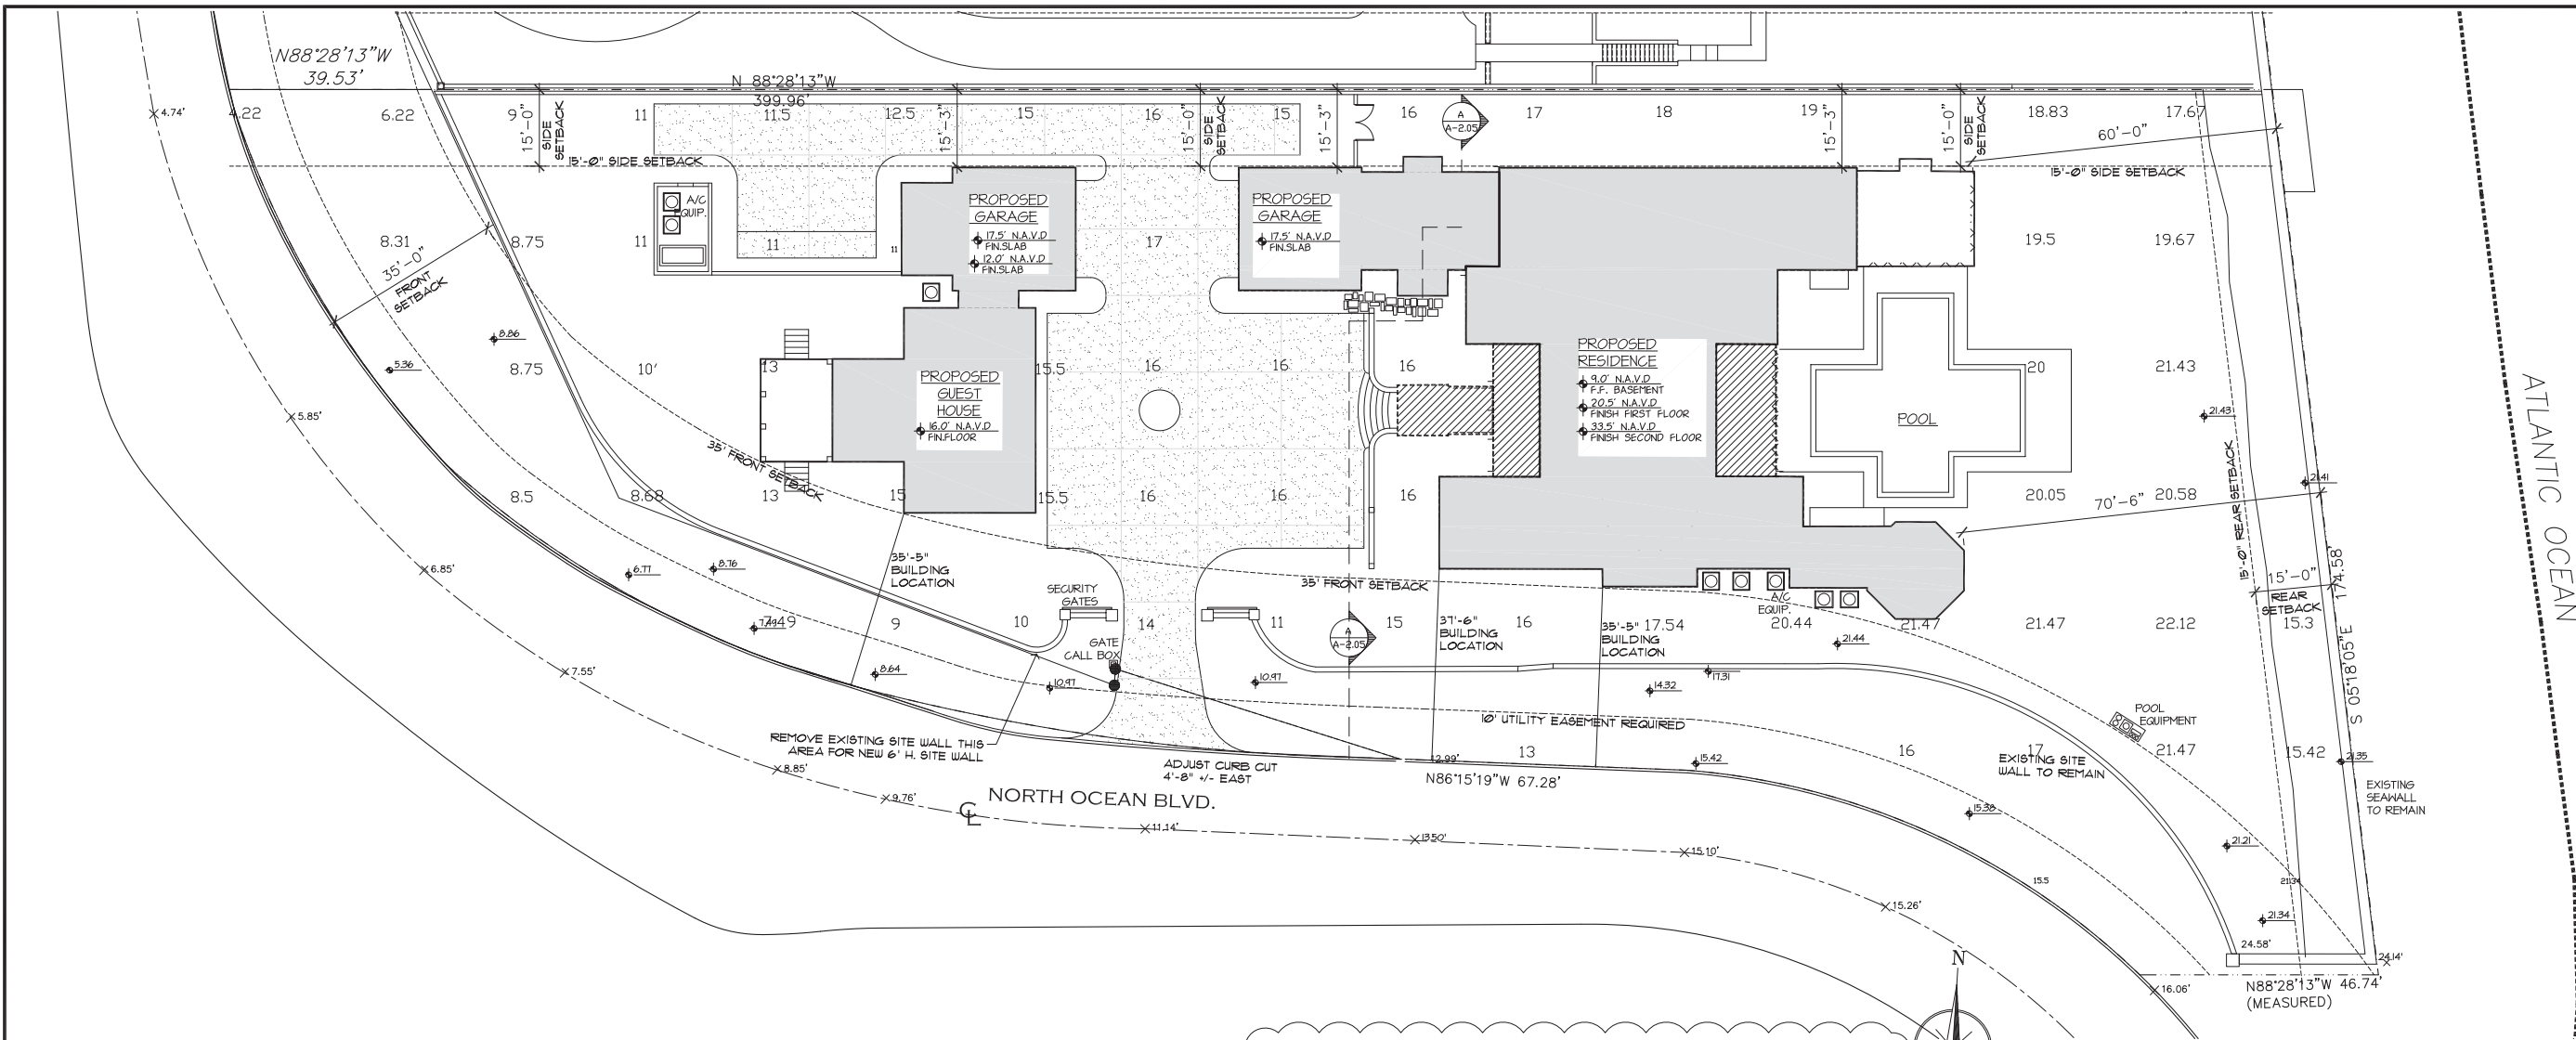 N88°28'13"W
39.53'
N 88°28'13"W
399.96'
4.74'
4.22
6.22
9
15'-0"
SIDE
SETBACK
11
11.5
12.5
15'-3"
15
16
15'-0"
SIDE
SETBACK
15
15'-3"
16
A
A-2.05
17
18
19
15'-3"
15'-0"
SIDE
SETBACK
18.83
17.67
60'-0"
15'-0" SIDE SETBACK
15'-0" SIDE SETBACK
A/C
EQUIP.
PROPOSED
GARAGE
17.5' N.A.V.D
FIN.SLAB
12.0' N.A.V.D
FIN.SLAB
PROPOSED
GARAGE
17.5' N.A.V.D
FIN.SLAB
8.31
8.75
11
11
11
17
19.5
19.67
35'-0"
FRONT
SETBACK
8.86
5.36
8.75
10'
13
15.5
16
16
16
PROPOSED
RESIDENCE
9.0' N.A.V.D
F.F. BASEMENT
20.5' N.A.V.D
FINISH FIRST FLOOR
33.5' N.A.V.D
FINISH SECOND FLOOR
20
21.43
PROPOSED
GUEST
HOUSE
16.0' N.A.V.D
FIN.FLOOR
5.85'
POOL
21.43
ATLANTIC OCEAN
35' FRONT SETBACK
8.5
8.68
13
15
15.5
16
16
16
20.05
20.58
21.41
70'-6"
15'-0" REAR SETBACK
35'-5"
BUILDING
LOCATION
6.85'
6.77
8.76
SECURITY
GATES
35' FRONT SETBACK
A/C
EQUIP.
15'-0"
REAR
SETBACK
S 05°18'05"E 174.58'
7.49
9
10
14
11
A
A-2.05
15
37'-6"
BUILDING
LOCATION
16
35'-5"
BUILDING
LOCATION
17.54
20.44
21.47
21.47
22.12
15.3
GATE
CALL BOX
21.44
7.55'
8.64
10.97
10.97
14.32
17.31
10' UTILITY EASEMENT REQUIRED
POOL
EQUIPMENT
REMOVE EXISTING SITE WALL THIS
AREA FOR NEW 6' H. SITE WALL
ADJUST CURB CUT
4'-8" +/- EAST
12.99'
13
15.42
16
17
21.47
15.42
21.35
N86°15'19"W 67.28'
EXISTING SITE
WALL TO REMAIN
EXISTING
SEAWALL
TO REMAIN
8.85'
9.76'
CL
NORTH OCEAN BLVD.
11.14'
13.50'
15.10'
15.38
21.21
15.5
21.34
15.26'
21.34
24.58'
24.14'
N
16.06'
N88°28'13"W 46.74'
(MEASURED)